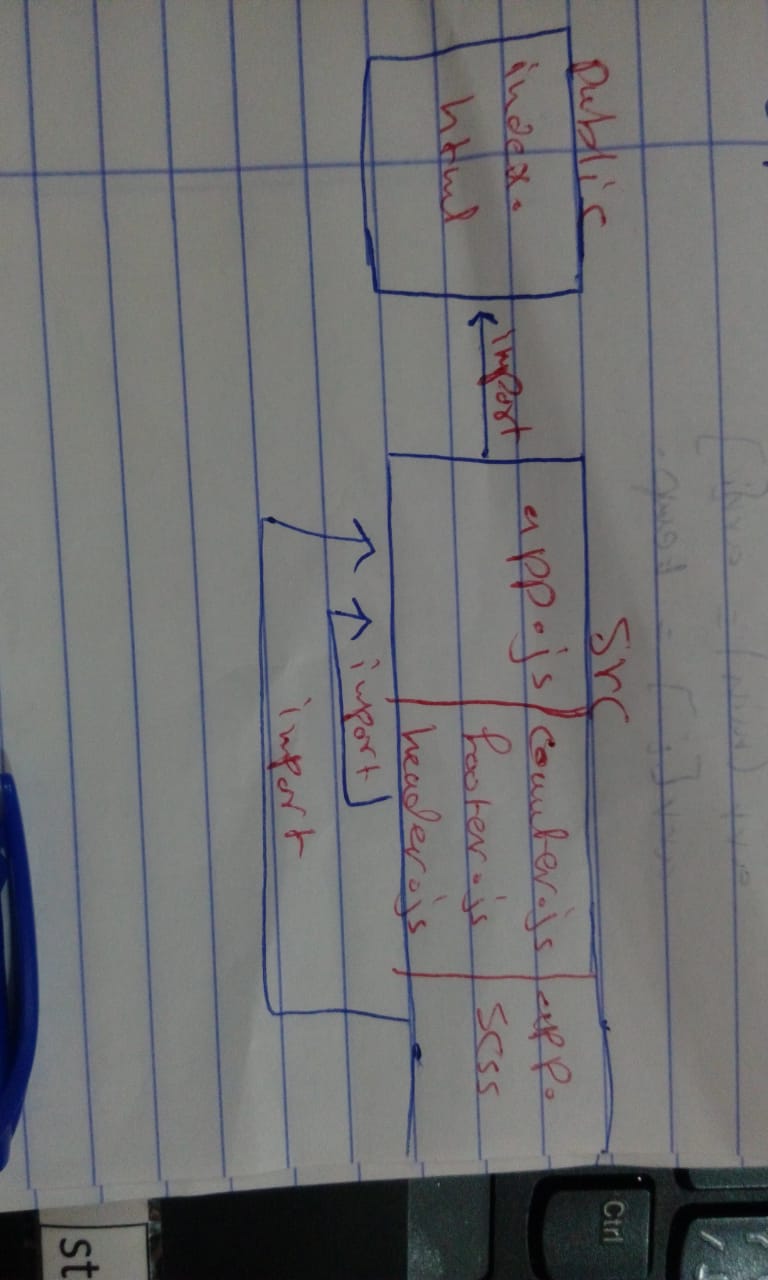 public
index.
html
import
src
app.js
counter.js
footer.js
header.js
app.
scss
import
import
Ctrl
st